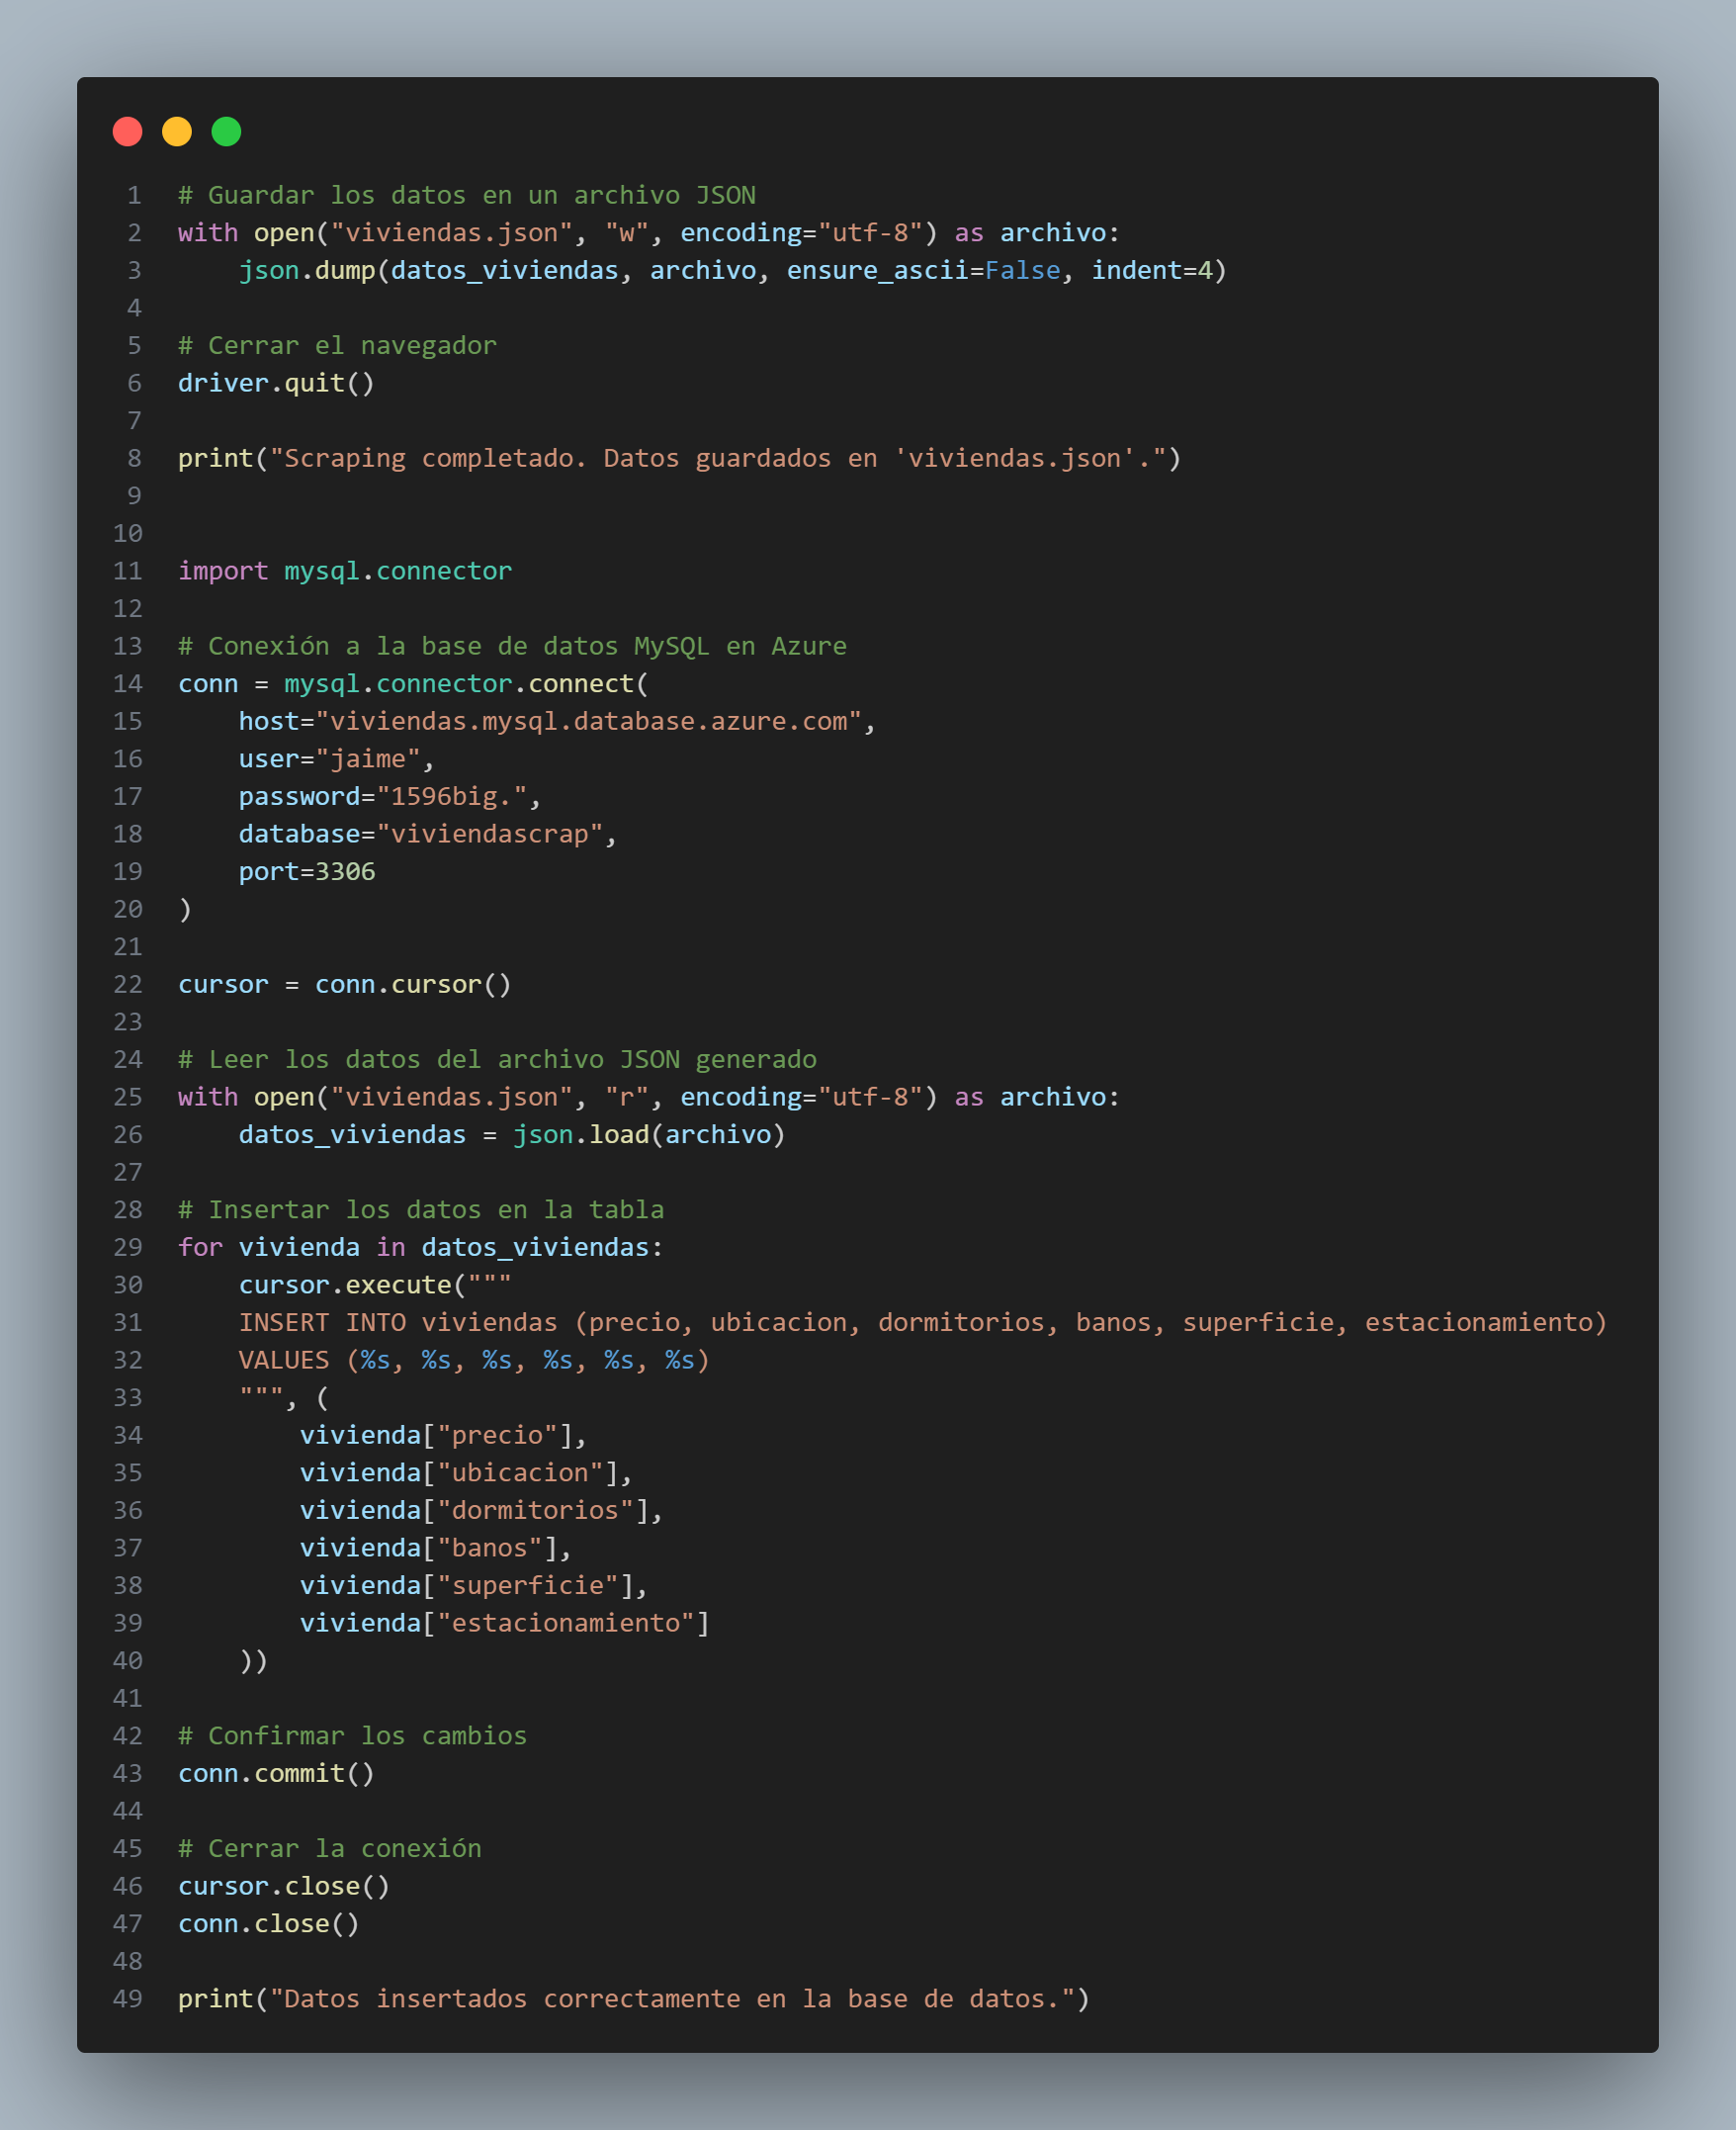 1 # Guardar los datos en un archivo JSON
2 with open("viviendas.json", "w", encoding="utf-8") as archivo:
3     json.dump(datos_viviendas, archivo, ensure_ascii=False, indent=4)
4
5 # Cerrar el navegador
6 driver.quit()
7
8 print("Scraping completado. Datos guardados en 'viviendas.json'.")
9
10
11 import mysql.connector
12
13 # Conexión a la base de datos MySQL en Azure
14 conn = mysql.connector.connect(
15     host="viviendas.mysql.database.azure.com",
16     user="jaime",
17     password="1596big.",
18     database="viviendascrap",
19     port=3306
20 )
21
22 cursor = conn.cursor()
23
24 # Leer los datos del archivo JSON generado
25 with open("viviendas.json", "r", encoding="utf-8") as archivo:
26     datos_viviendas = json.load(archivo)
27
28 # Insertar los datos en la tabla
29 for vivienda in datos_viviendas:
30     cursor.execute("""
31     INSERT INTO viviendas (precio, ubicacion, dormitorios, banos, superficie, estacionamiento)
32     VALUES (%s, %s, %s, %s, %s, %s)
33     """, (
34         vivienda["precio"],
35         vivienda["ubicacion"],
36         vivienda["dormitorios"],
37         vivienda["banos"],
38         vivienda["superficie"],
39         vivienda["estacionamiento"]
40     ))
41
42 # Confirmar los cambios
43 conn.commit()
44
45 # Cerrar la conexión
46 cursor.close()
47 conn.close()
48
49 print("Datos insertados correctamente en la base de datos.")